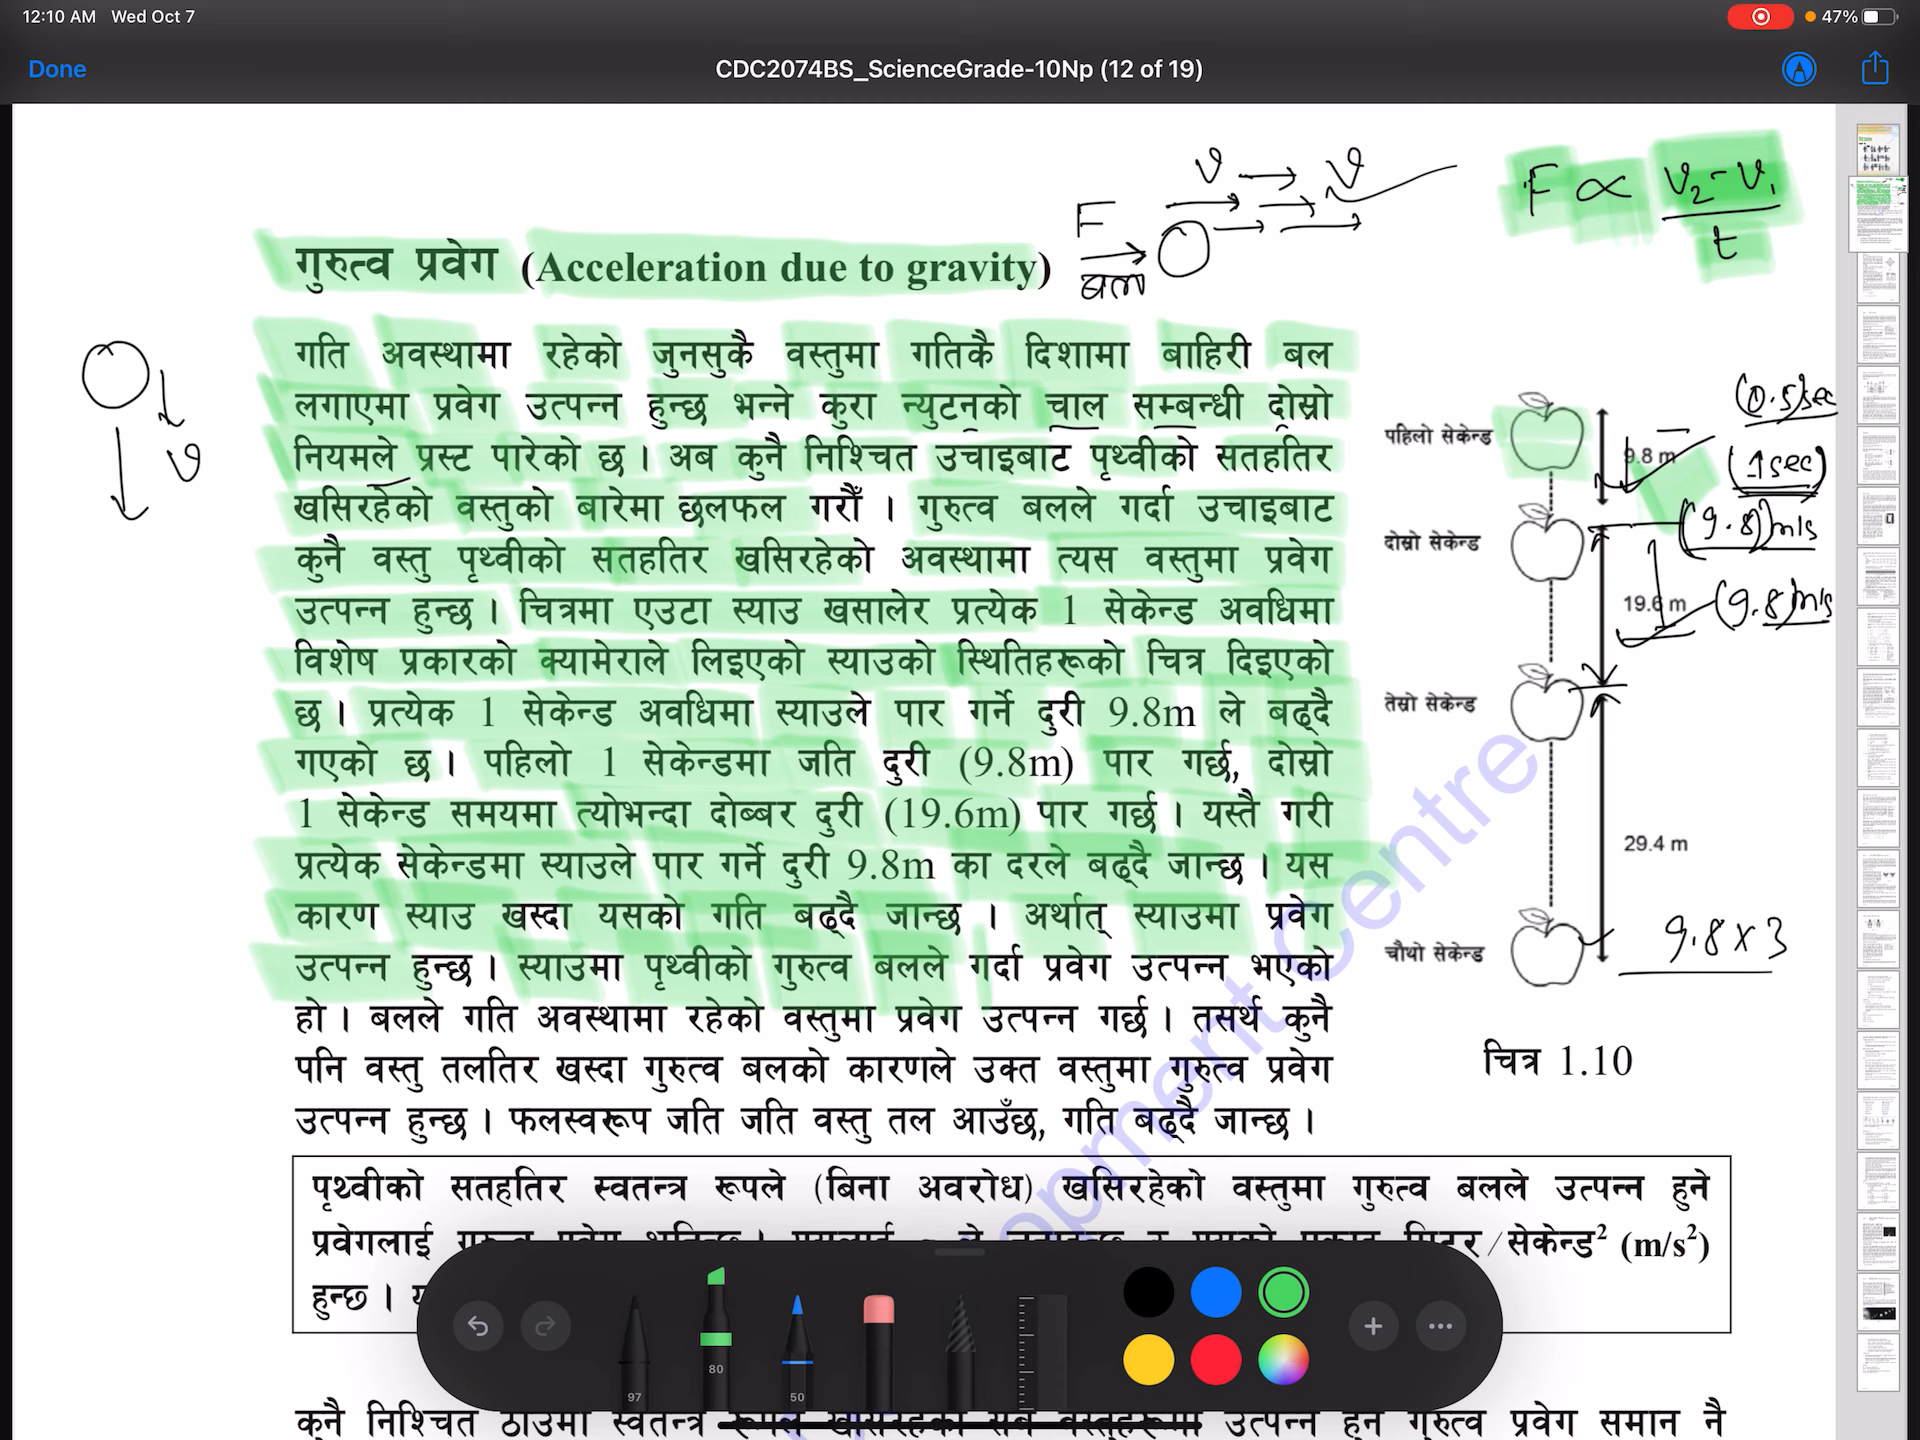 12:10 AM Wed Oct 7
47%
Done
CDC2074BS_ScienceGrade-10Np (12 of 19)
गुरुत्व प्रवेग (Acceleration due to gravity)
F
बल
v → v
F ∝ v₂ - v₁
t
v
गति अवस्थामा रहेको जुनसुकै वस्तुमा गतिकै दिशामा बाहिरी बल
लगाएमा प्रवेग उत्पन्न हुन्छ भन्ने कुरा न्युटनको चाल सम्बन्धी दोस्रो
नियमले प्रस्ट पारेको छ । अब कुनै निश्चित उचाइबाट पृथ्वीको सतहतिर
खसिरहेको वस्तुको बारेमा छलफल गरौँ । गुरुत्व बलले गर्दा उचाइबाट
कुनै वस्तु पृथ्वीको सतहतिर खसिरहेको अवस्थामा त्यस वस्तुमा प्रवेग
उत्पन्न हुन्छ । चित्रमा एउटा स्याउ खसालेर प्रत्येक 1 सेकेन्ड अवधिमा
विशेष प्रकारको क्यामेराले लिइएको स्याउको स्थितिहरूको चित्र दिइएको
छ । प्रत्येक 1 सेकेन्ड अवधिमा स्याउले पार गर्ने दुरी 9.8m ले बढ्दै
गएको छ । पहिलो 1 सेकेन्डमा जति दुरी (9.8m) पार गर्छ, दोस्रो
1 सेकेन्ड समयमा त्योभन्दा दोब्बर दुरी (19.6m) पार गर्छ । यस्तै गरी
प्रत्येक सेकेन्डमा स्याउले पार गर्ने दुरी 9.8m का दरले बढ्दै जान्छ । यस
कारण स्याउ खस्दा यसको गति बढ्दै जान्छ । अर्थात् स्याउमा प्रवेग
उत्पन्न हुन्छ । स्याउमा पृथ्वीको गुरुत्व बलले गर्दा प्रवेग उत्पन्न भएको
हो । बलले गति अवस्थामा रहेको वस्तुमा प्रवेग उत्पन्न गर्छ । तसर्थ कुनै
पनि वस्तु तलतिर खस्दा गुरुत्व बलको कारणले उक्त वस्तुमा गुरुत्व प्रवेग
उत्पन्न हुन्छ । फलस्वरूप जति जति वस्तु तल आउँछ, गति बढ्दै जान्छ ।
(0.5)sec
पहिलो सेकेन्ड
9.8 m
(1sec)
(9.8)m/s
दोस्रो सेकेन्ड
19.6 m
(9.8)m/s
तेस्रो सेकेन्ड
29.4 m
9.8 x 3
चौथो सेकेन्ड
चित्र 1.10
opment Centre
पृथ्वीको सतहतिर स्वतन्त्र रूपले (बिना अवरोध) खसिरहेको वस्तुमा गुरुत्व बलले उत्पन्न हुने
प्रवेगलाई /सेकेन्ड² (m/s²)
हुन्छ ।
97
80
50
कुनै निश्चित ठाउँमा स्वतन्त्र उत्पन्न हुने गुरुत्व प्रवेग समान नै